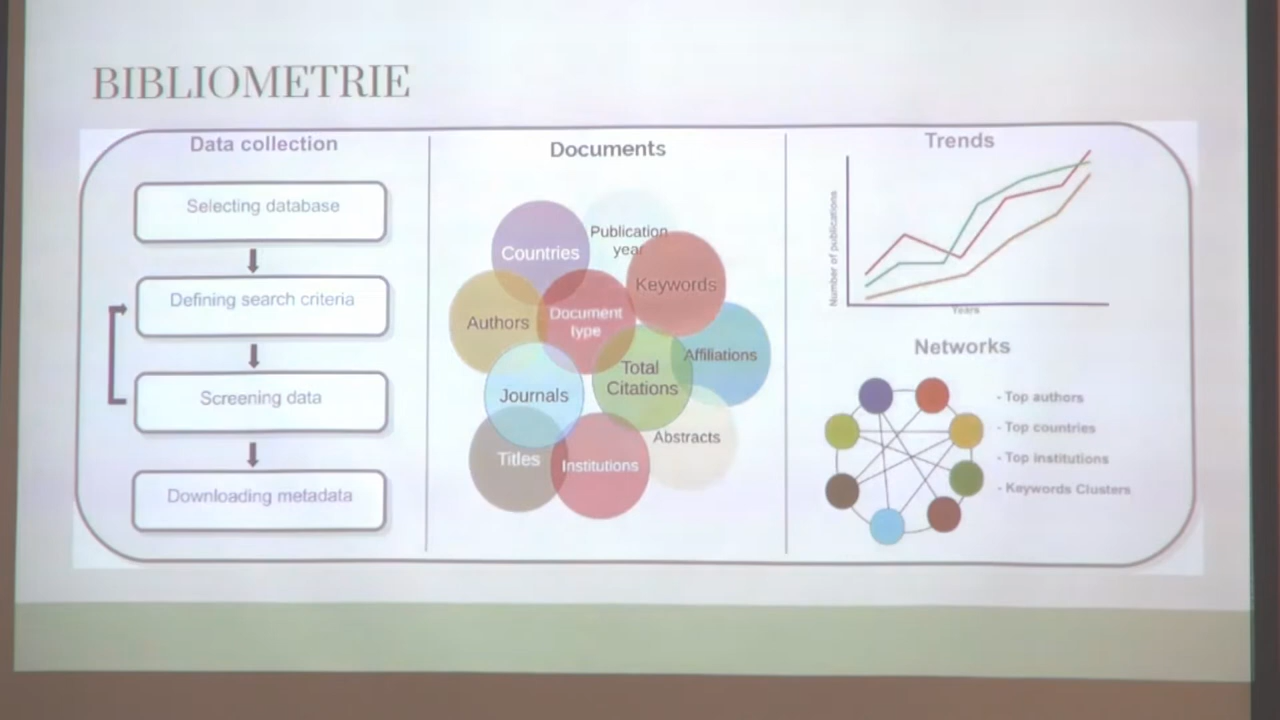 BIBLIOMETRIE
Data collection
Selecting database
Defining search criteria
Screening data
Downloading metadata
Documents
Countries
Publication
year
Keywords
Authors
Document
type
Affiliations
Total
Citations
Journals
Abstracts
Titles
Institutions
Trends
Number of publications
Years
Networks
- Top authors
- Top countries
- Top institutions
- Keywords Clusters